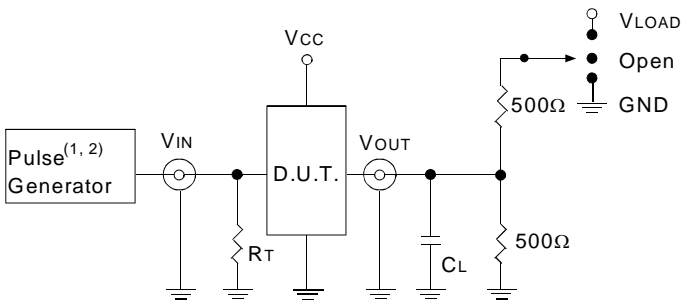 VLOAD
VCC
Open
500Ω
GND
Pulse(1, 2)
Generator
VIN
D.U.T.
VOUT
RT
CL
500Ω